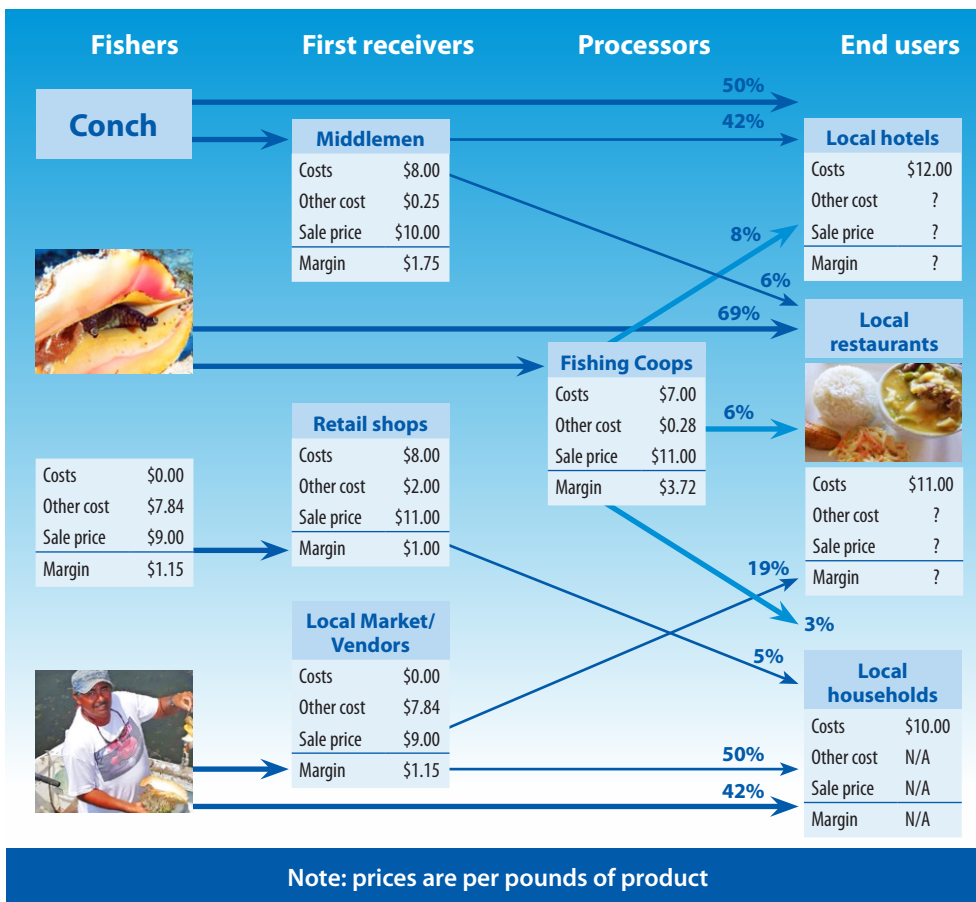 Fishers First receivers Processors End users
50%
Conch
42%
Middlemen
Costs $8.00
Other cost $0.25
Sale price $10.00
Margin $1.75
Local hotels
Costs $12.00
Other cost ?
Sale price ?
Margin ?
8%
6%
69%
Local
restaurants
Fishing Coops
Costs $7.00
Other cost $0.28
Sale price $11.00
Margin $3.72
6%
Retail shops
Costs $8.00
Other cost $2.00
Sale price $11.00
Margin $1.00
Costs $0.00
Other cost $7.84
Sale price $9.00
Margin $1.15
Costs $11.00
Other cost ?
Sale price ?
Margin ?
19%
3%
Local Market/
Vendors
Costs $0.00
Other cost $7.84
Sale price $9.00
Margin $1.15
5%
Local
households
Costs $10.00
Other cost N/A
Sale price N/A
Margin N/A
50%
42%
Note: prices are per pounds of product